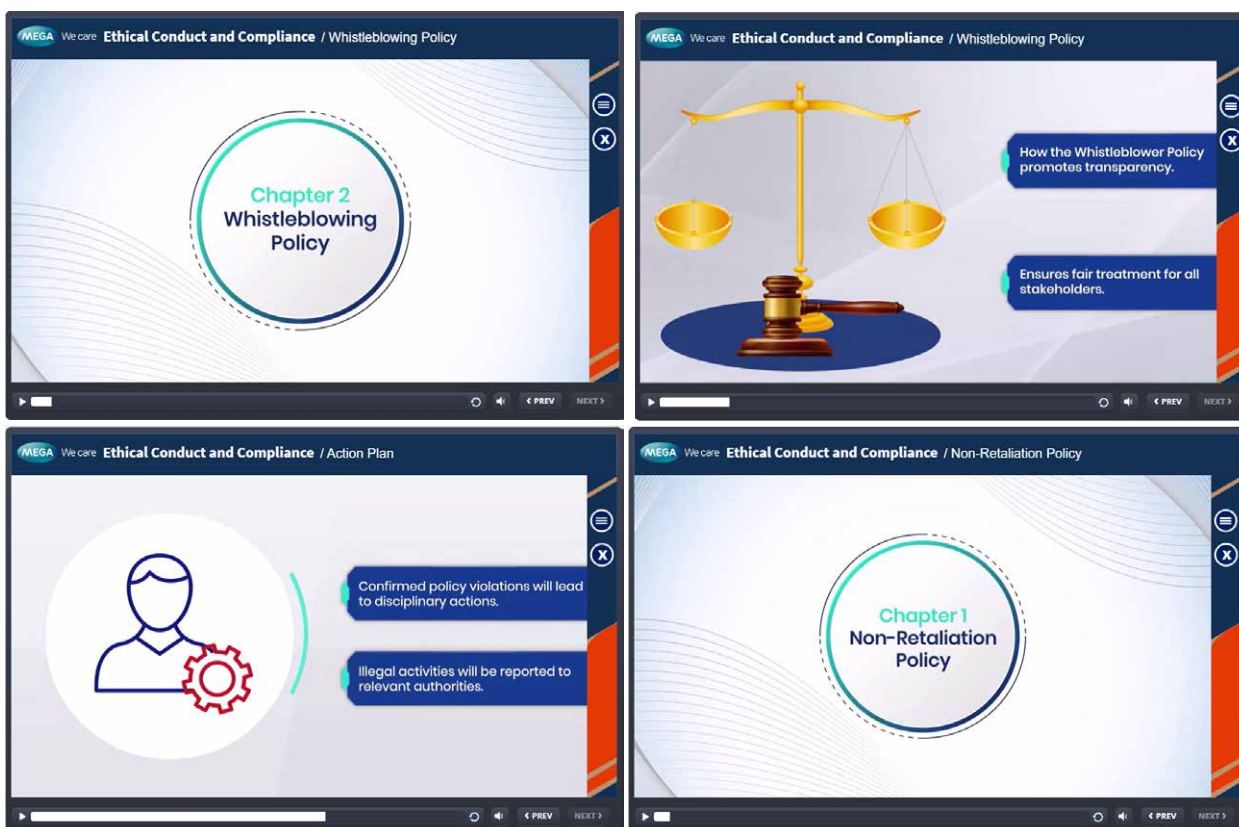 MEGA We care Ethical Conduct and Compliance / Whistleblowing Policy
Chapter 2
Whistleblowing
Policy
X
PREV NEXT
MEGA We care Ethical Conduct and Compliance / Whistleblowing Policy
How the Whistleblower Policy
promotes transparency.
Ensures fair treatment for all
stakeholders.
X
PREV NEXT
MEGA We care Ethical Conduct and Compliance / Action Plan
Confirmed policy violations will lead
to disciplinary actions.
Illegal activities will be reported to
relevant authorities.
X
PREV NEXT
MEGA We care Ethical Conduct and Compliance / Non-Retaliation Policy
Chapter 1
Non-Retaliation
Policy
X
PREV NEXT